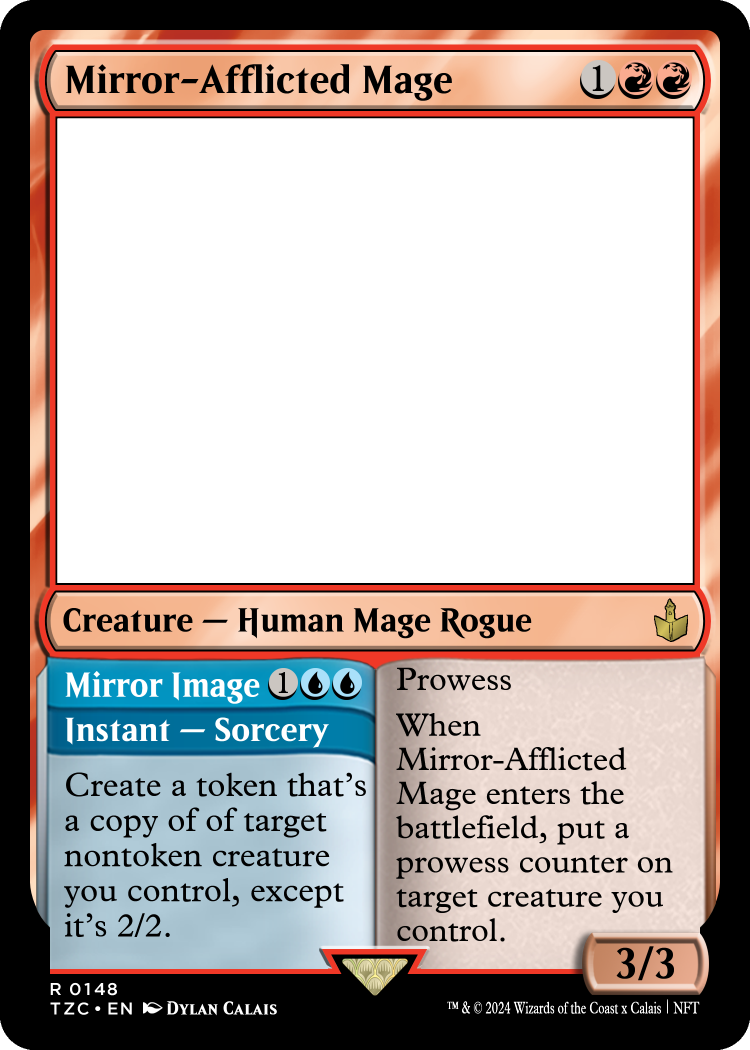 Mirror-Afflicted Mage 1
Creature — Human Mage Rogue
Mirror Image 1
Instant — Sorcery
Create a token that's
a copy of of target
nontoken creature
you control, except
it's 2/2.
Prowess
When
Mirror-Afflicted
Mage enters the
battlefield, put a
prowess counter on
target creature you
control.
3/3
R 0148
TZC • EN DYLAN CALAIS
™ & © 2024 Wizards of the Coast x Calais | NFT